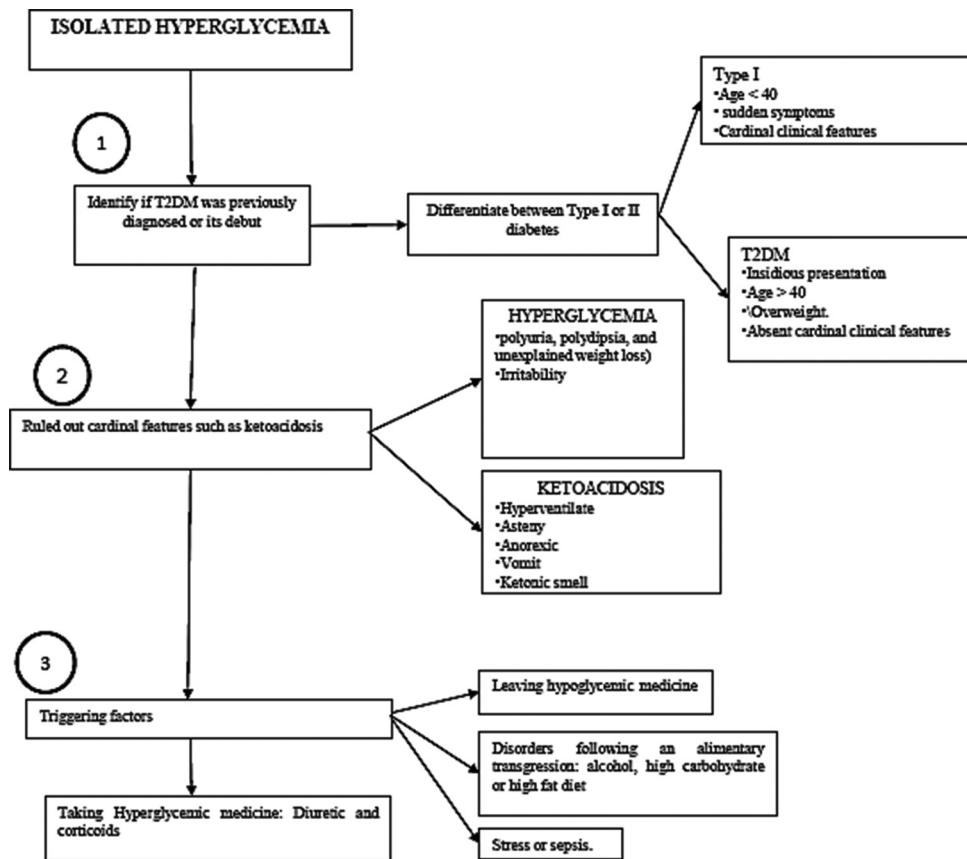 ISOLATED HYPERGLYCEMIA
1
Identify if T2DM was previously
diagnosed or its debut
Differentiate between Type I or II
diabetes
Type I
•Age < 40
• sudden symptoms
•Cardinal clinical features
T2DM
•Insidious presentation
•Age > 40
•\Overweight.
•Absent cardinal clinical features
2
Ruled out cardinal features such as ketoacidosis
HYPERGLYCEMIA
•polyuria, polydipsia, and
unexplained weight loss)
•Irritability
KETOACIDOSIS
•Hyperventilate
•Asteny
•Anorexic
•Vomit
•Ketonic smell
3
Triggering factors
Leaving hypoglycemic medicine
Disorders following an alimentary
transgression: alcohol, high carbohydrate
or high fat diet
Stress or sepsis.
Taking Hyperglycemic medicine: Diuretic and
corticoids